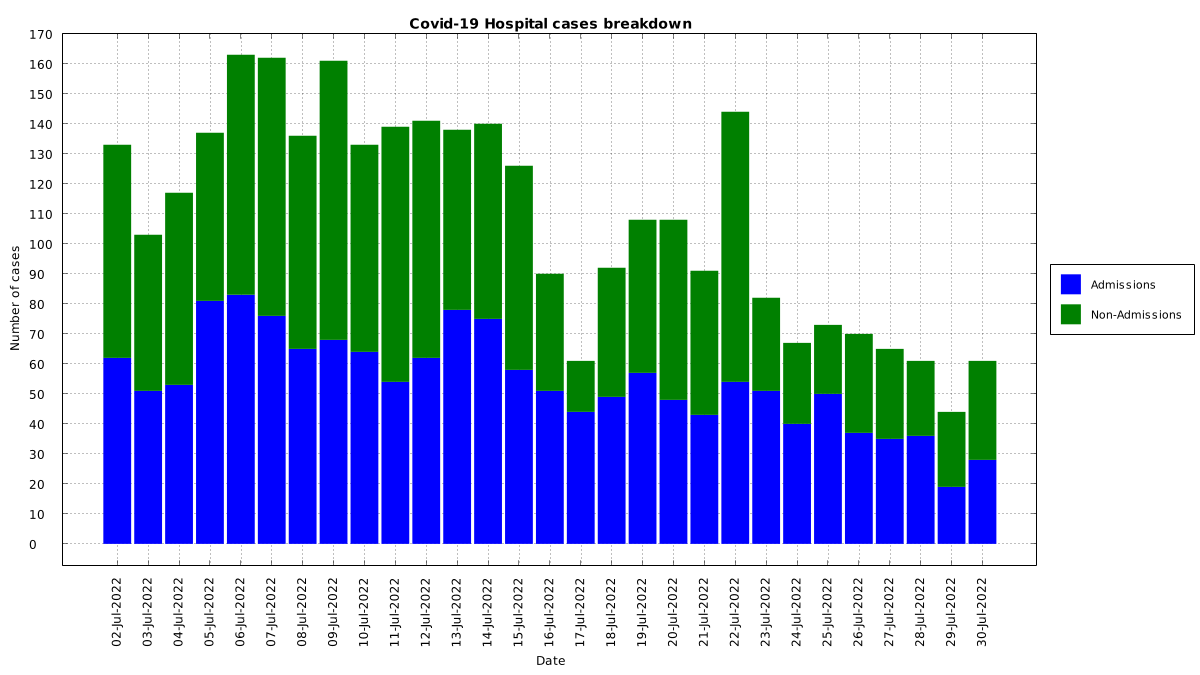 Covid-19 Hospital cases breakdown
170
160
150
140
130
120
110
100
90
80
70
60
50
40
30
20
10
0
Number of cases
Admissions
Non-Admissions
02-Jul-2022
03-Jul-2022
04-Jul-2022
05-Jul-2022
06-Jul-2022
07-Jul-2022
08-Jul-2022
09-Jul-2022
10-Jul-2022
11-Jul-2022
12-Jul-2022
13-Jul-2022
14-Jul-2022
15-Jul-2022
16-Jul-2022
17-Jul-2022
18-Jul-2022
19-Jul-2022
20-Jul-2022
21-Jul-2022
22-Jul-2022
23-Jul-2022
24-Jul-2022
25-Jul-2022
26-Jul-2022
27-Jul-2022
28-Jul-2022
29-Jul-2022
30-Jul-2022
Date